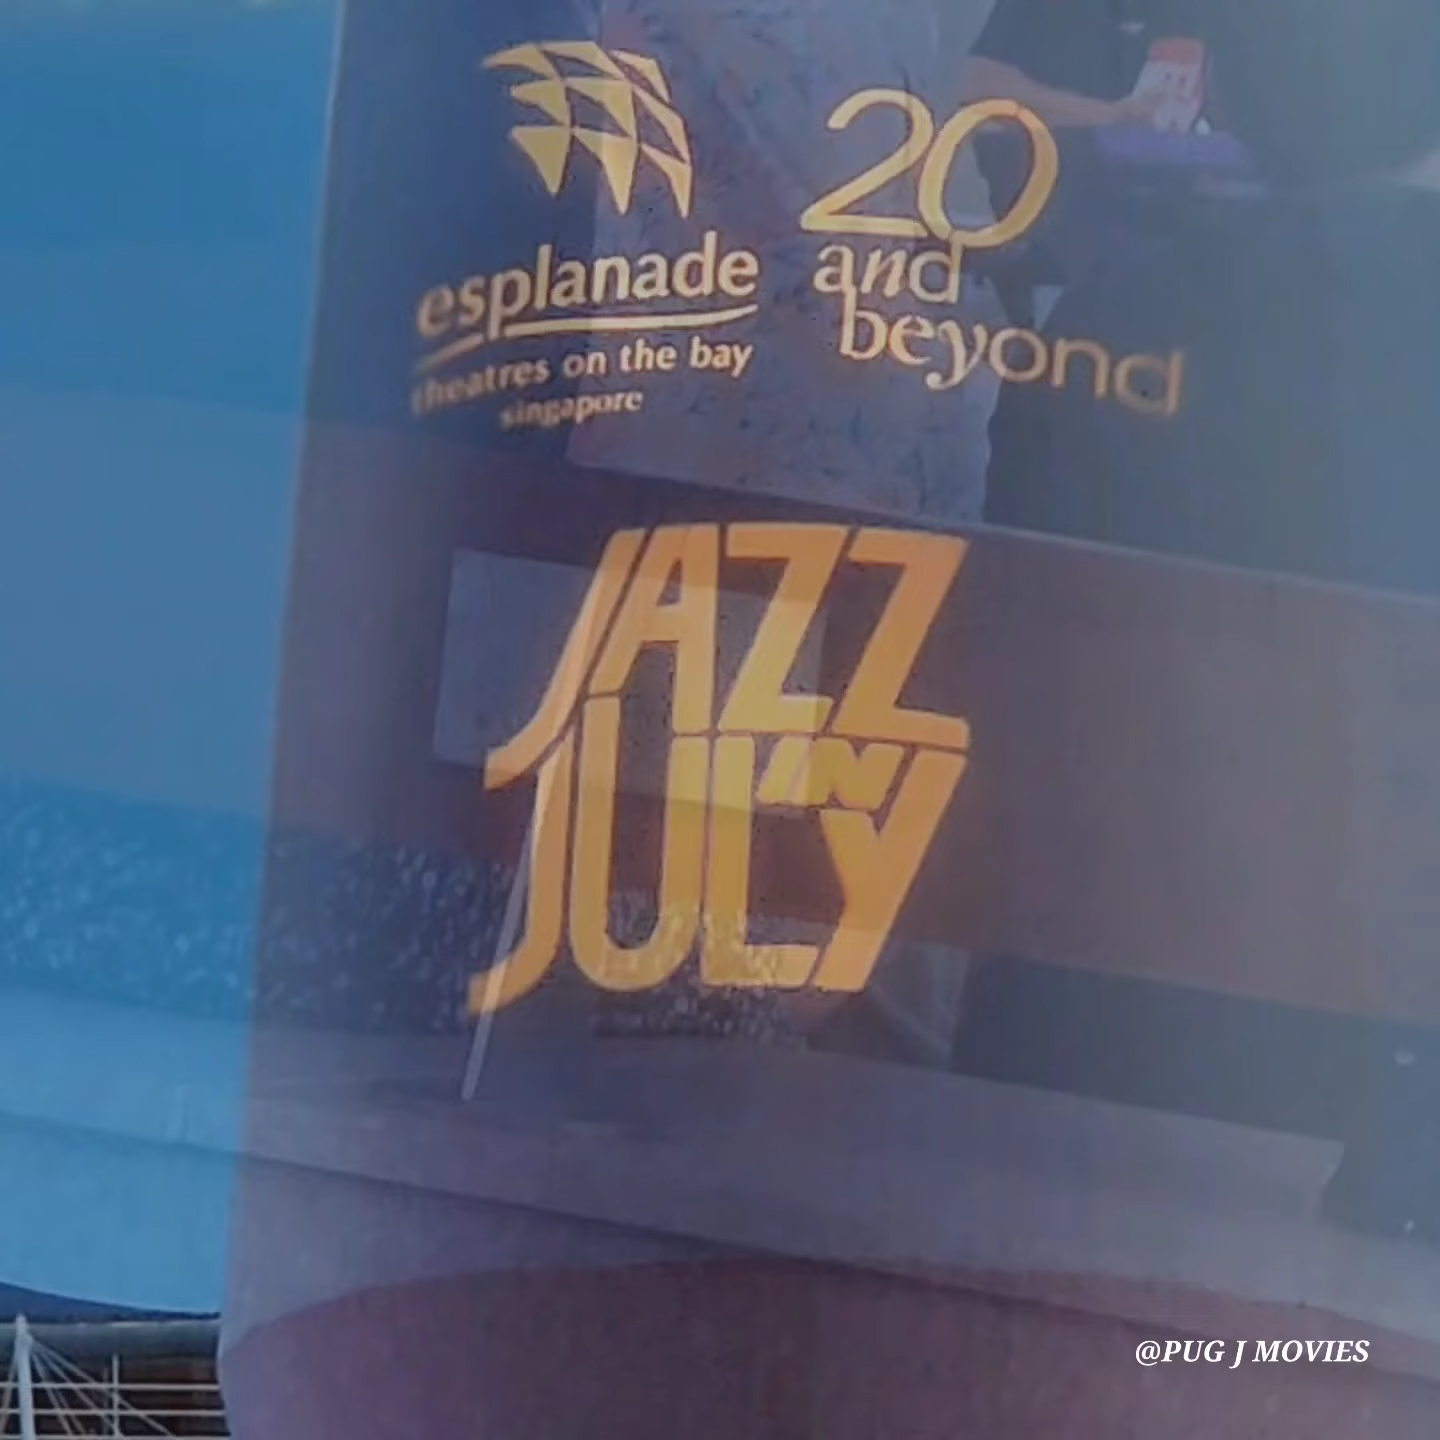 esplanade
theatres on the bay
singapore
20
and
beyond
JAZZ
IN
JULY
@PUG J MOVIES